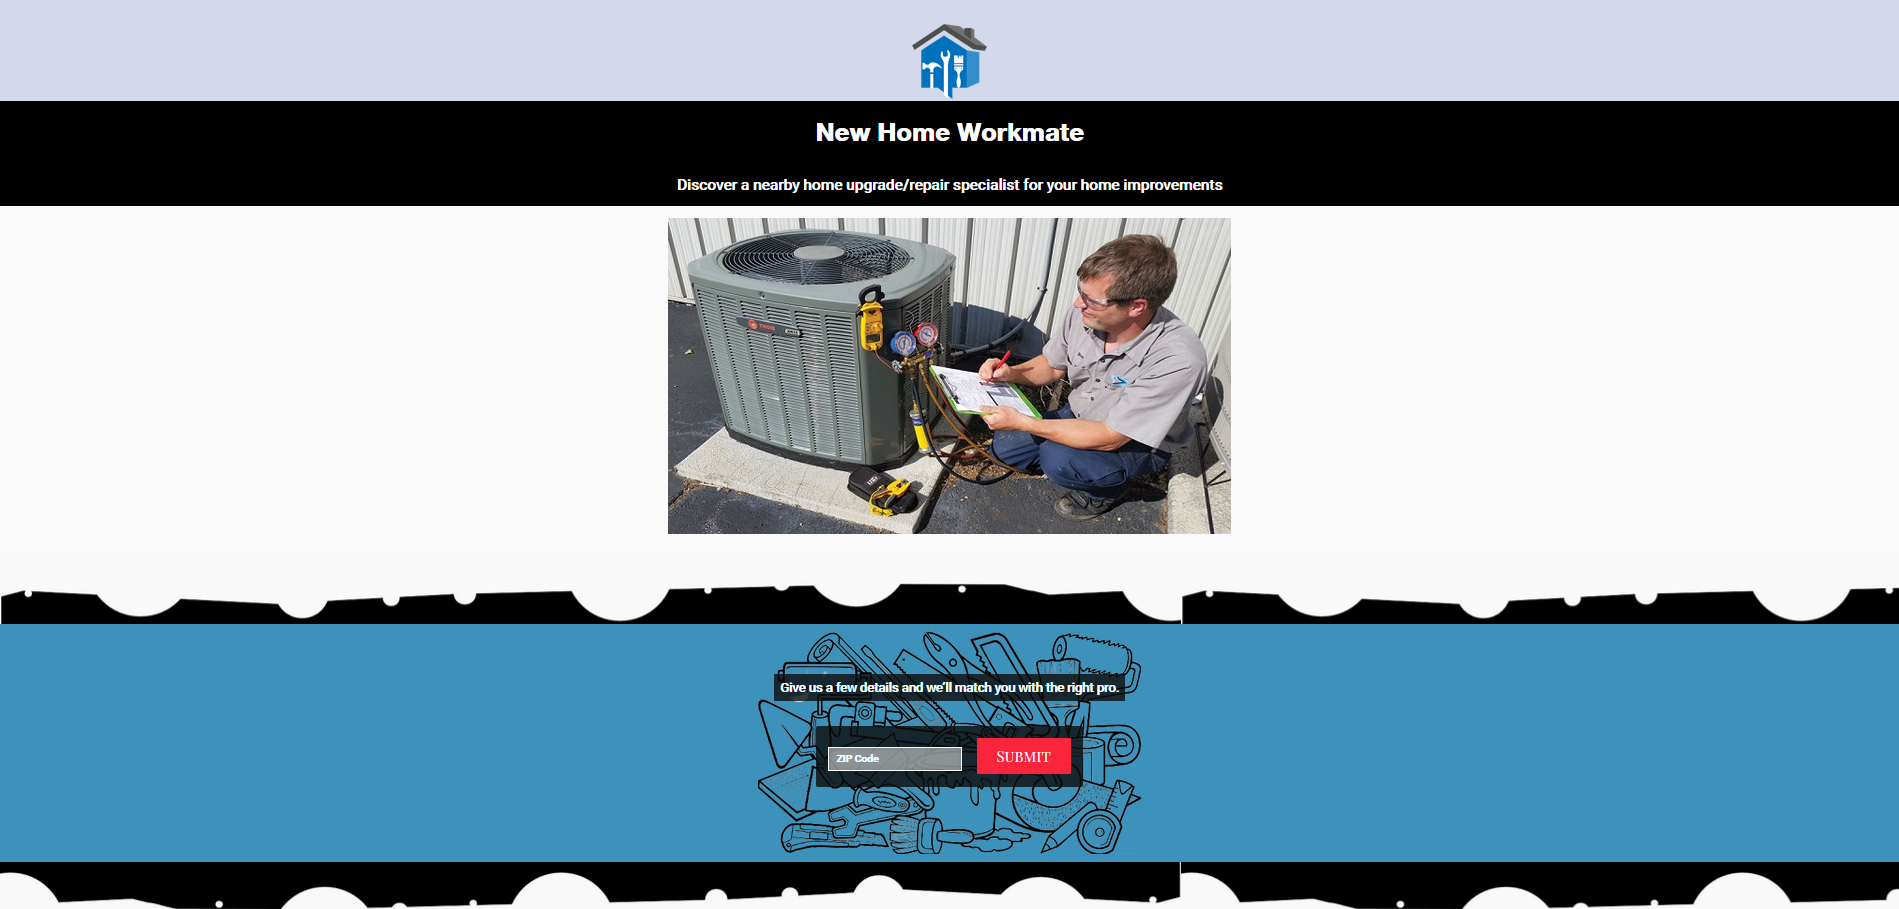 New Home Workmate
Discover a nearby home upgrade/repair specialist for your home improvements
Give us a few details and we'll match you with the right pro.
ZIP Code
Submit